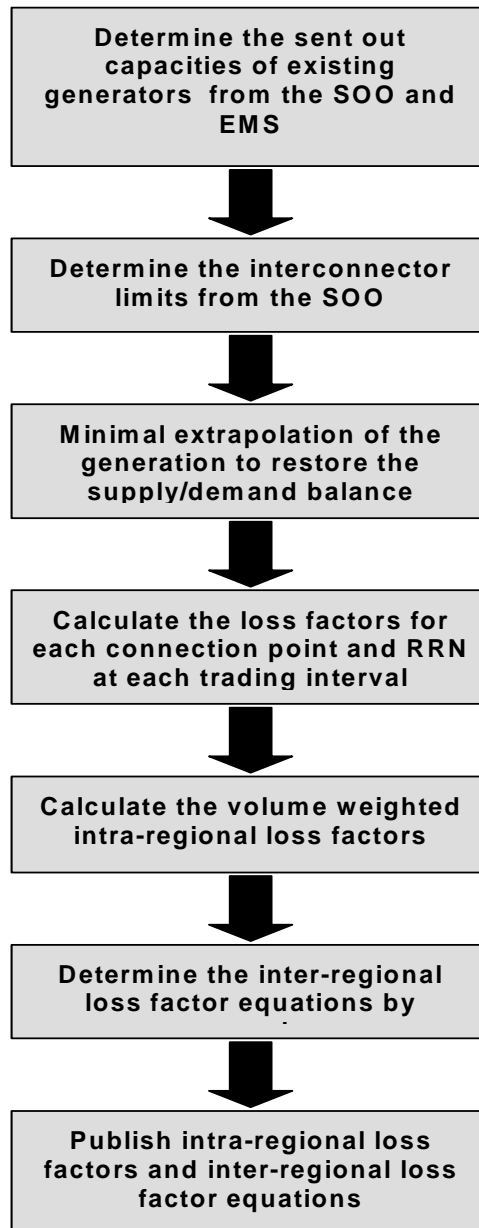 Determine the sent out
capacities of existing
generators from the SOO and
EMS
Determine the interconnector
limits from the SOO
Minimal extrapolation of the
generation to restore the
supply/demand balance
Calculate the loss factors for
each connection point and RRN
at each trading interval
Calculate the volume weighted
intra-regional loss factors
Determine the inter-regional
loss factor equations by
Publish intra-regional loss
factors and inter-regional loss
factor equations